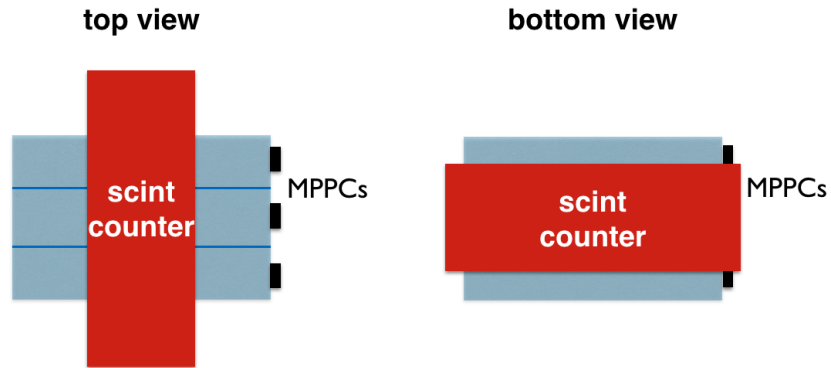 top view
bottom view
scint
counter
MPPCs
scint
counter
MPPCs